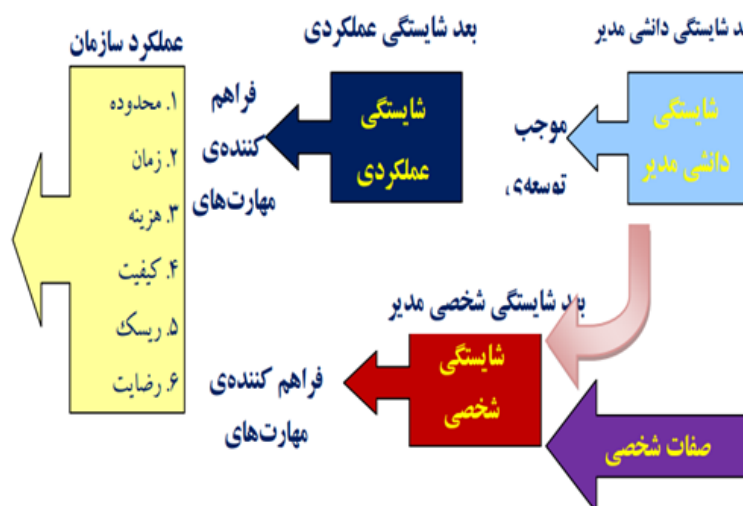 بعد شایستگی دانشی مدیر
شایستگی
دانشی مدیر
موجب
توسعه‌ی
بعد شایستگی عملکردی
شایستگی
عملکردی
فراهم
کننده‌ی
مهارت‌های
عملکرد سازمان
۱. محدوده
۲. زمان
۳. هزینه
۴. کیفیت
۵. ریسک
۶. رضایت
بعد شایستگی شخصی مدیر
شایستگی
شخصی
فراهم کننده‌ی
مهارت‌های
صفات شخصی